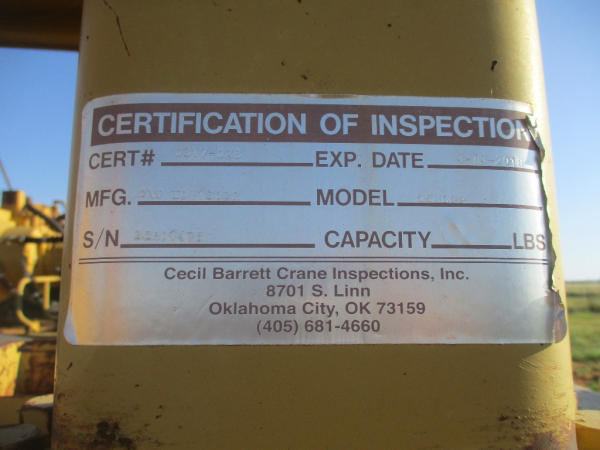 CERTIFICATION OF INSPECTION
CERT# EXP. DATE
MFG. MODEL
S/N CAPACITY LBS
Cecil Barrett Crane Inspections, Inc.
8701 S. Linn
Oklahoma City, OK 73159
(405) 681-4660